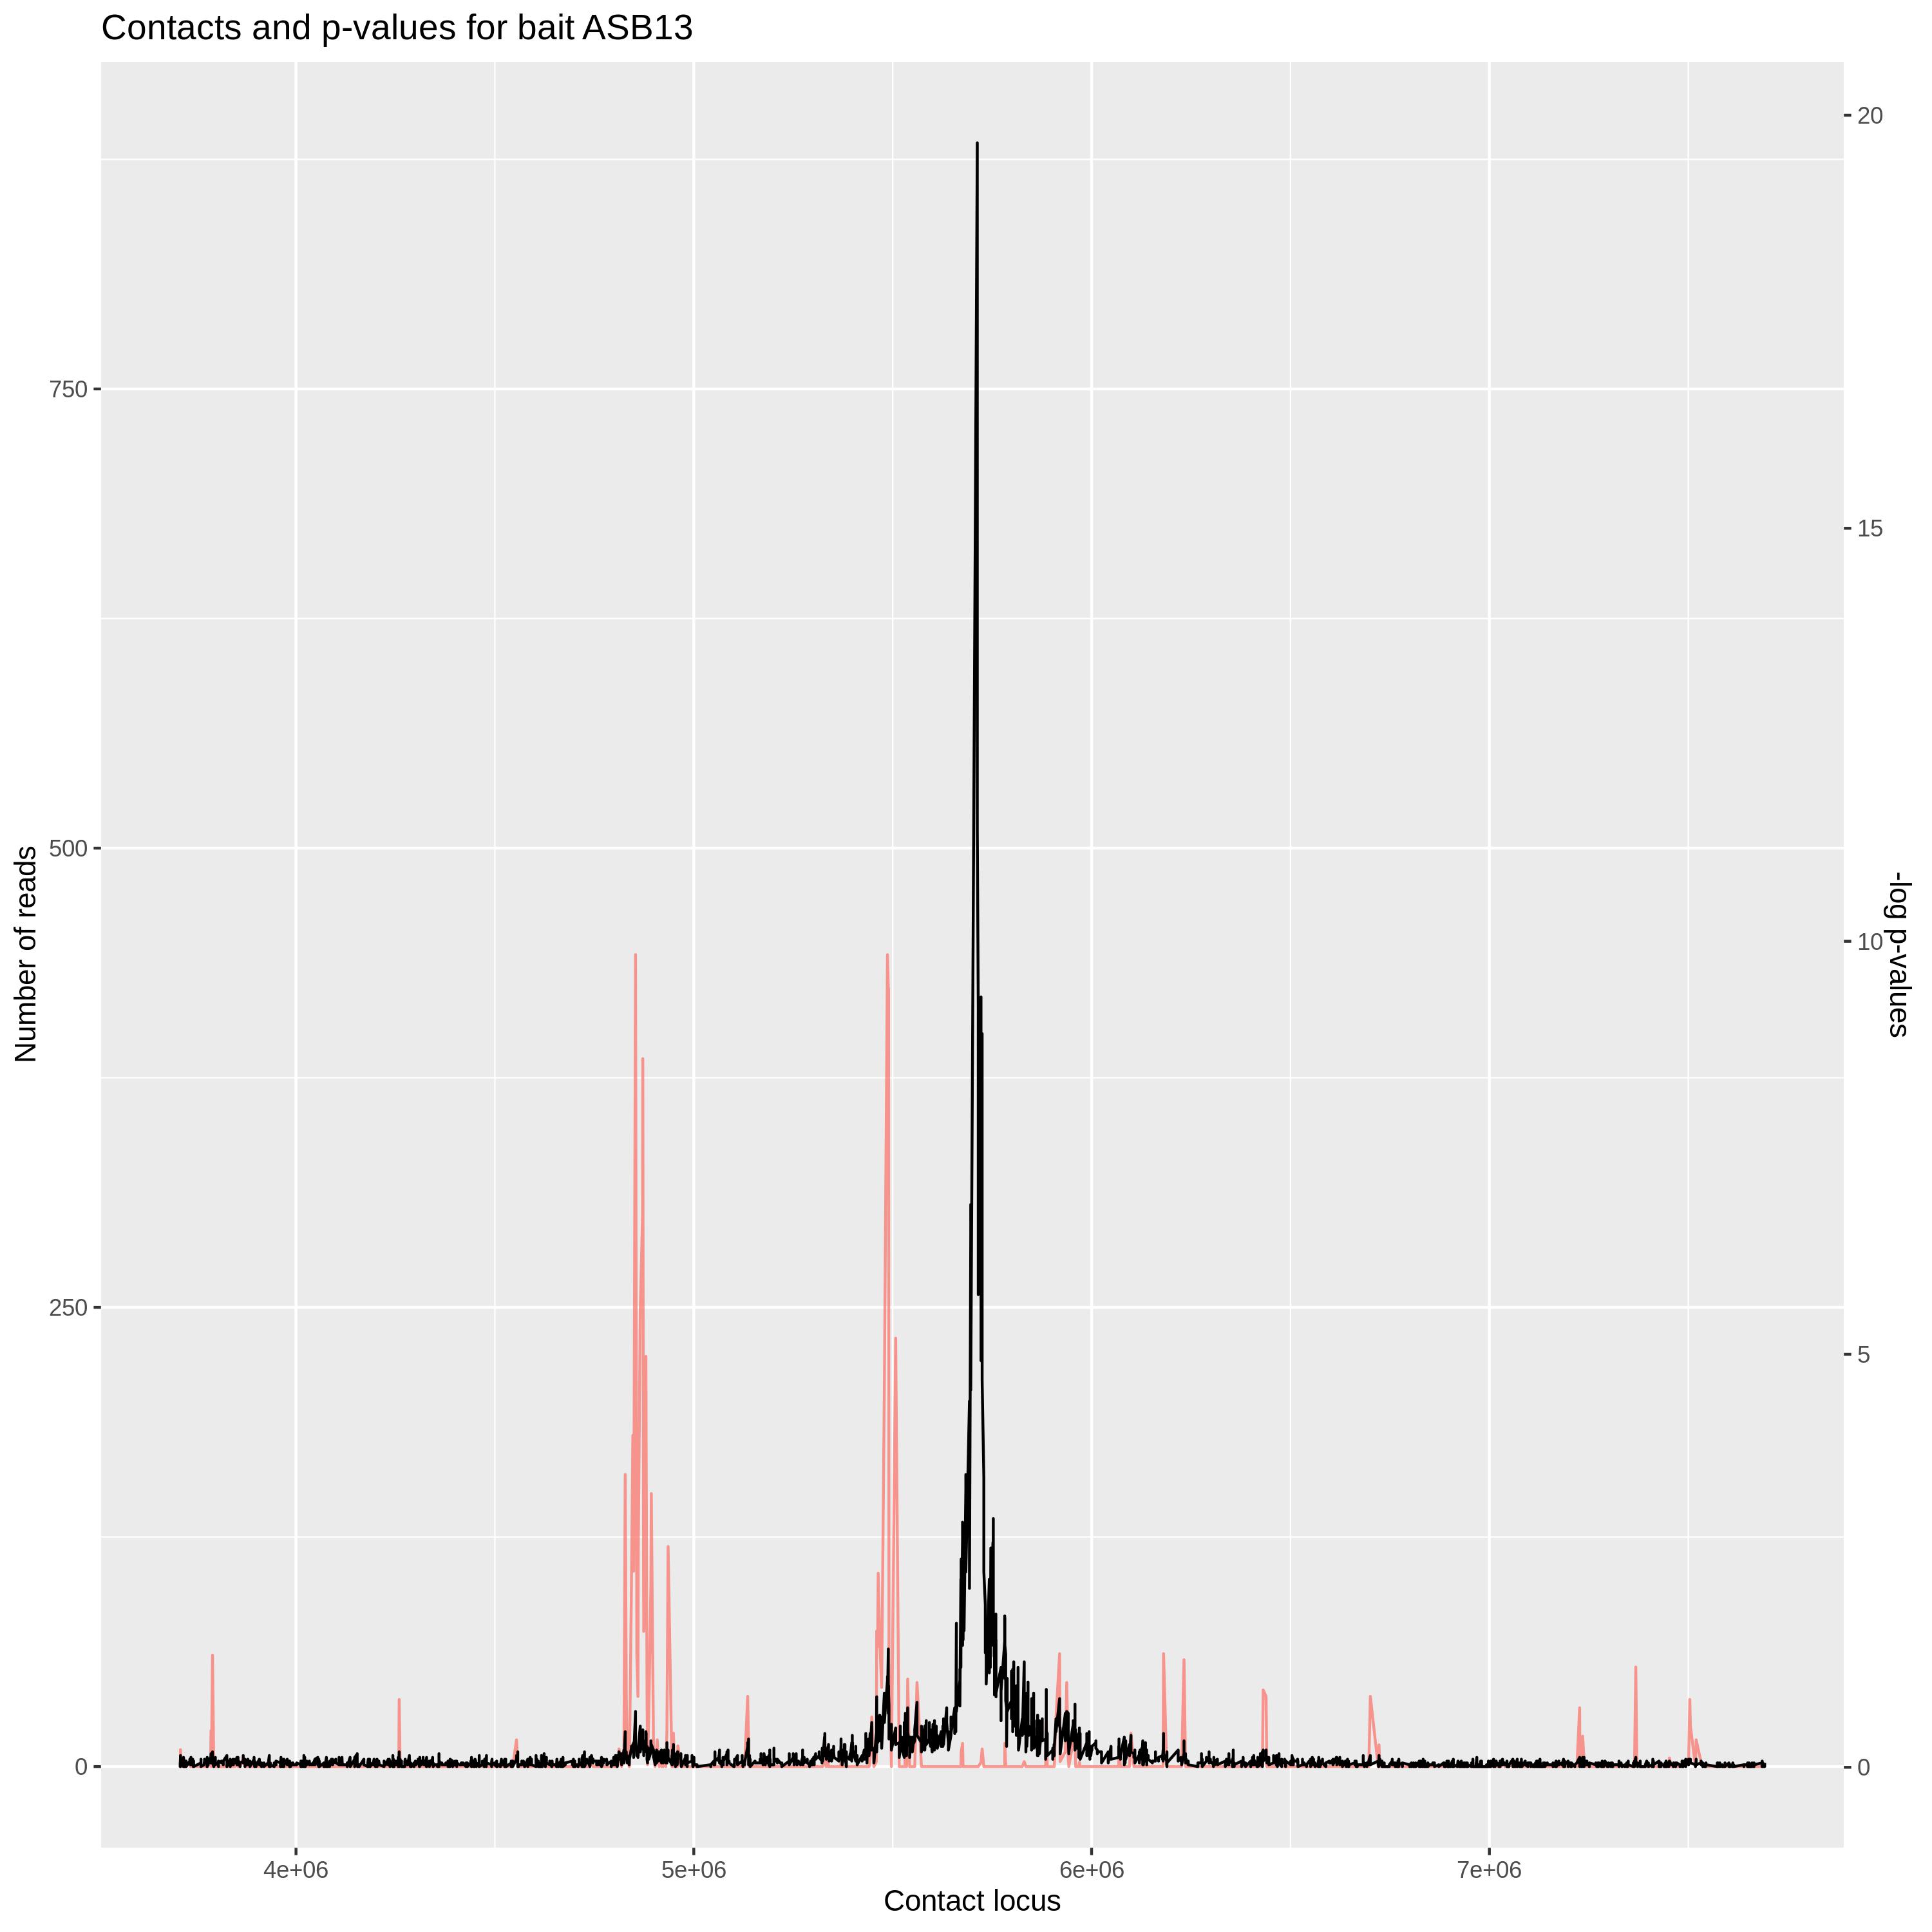 Contacts and p-values for bait ASB13
Number of reads
750
500
250
0
20
15
10
5
0
-log p-values
4e+06
5e+06
6e+06
7e+06
Contact locus